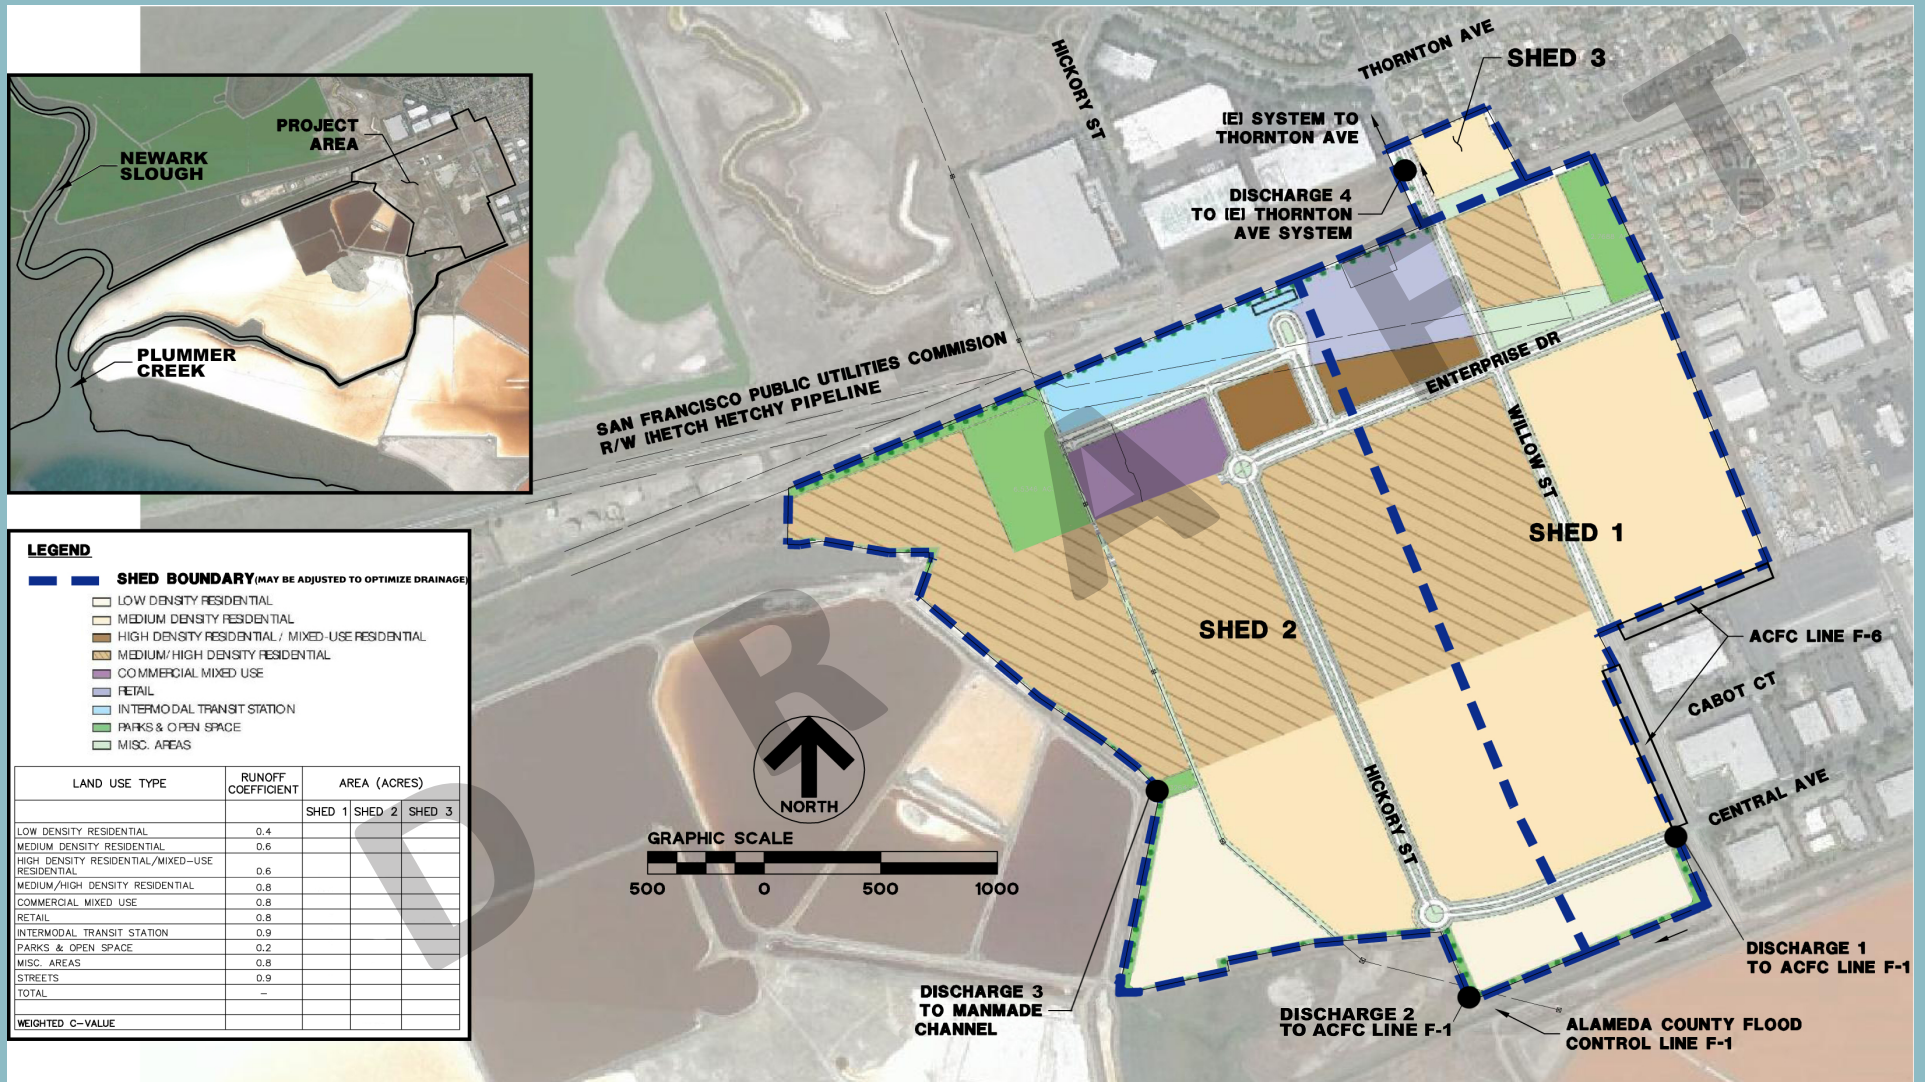 NEWARK
SLOUGH
PROJECT
AREA
PLUMMER
CREEK
HICKORY ST
THORNTON AVE
SHED 3
[E] SYSTEM TO
THORNTON AVE
DISCHARGE 4
TO [E] THORNTON
AVE SYSTEM
SAN FRANCISCO PUBLIC UTILITIES COMMISION
R/W (HETCH HETCHY PIPELINE
ENTERPRISE DR
WILLOW ST
SHED 1
SHED 2
ACFC LINE F-6
CABOT CT
CENTRAL AVE
HICKORY ST
DISCHARGE 1
TO ACFC LINE F-1
DISCHARGE 2
TO ACFC LINE F-1
DISCHARGE 3
TO MANMADE
CHANNEL
ALAMEDA COUNTY FLOOD
CONTROL LINE F-1
NORTH
GRAPHIC SCALE
500 0 500 1000
DRAFT
LEGEND
SHED BOUNDARY (MAY BE ADJUSTED TO OPTIMIZE DRAINAGE)
LOW DENSITY RESIDENTIAL
MEDIUM DENSITY RESIDENTIAL
HIGH DENSITY RESIDENTIAL / MIXED-USE RESIDENTIAL
MEDIUM/HIGH DENSITY RESIDENTIAL
COMMERCIAL MIXED USE
RETAIL
INTERMODAL TRANSIT STATION
PARKS & OPEN SPACE
MISC. AREAS
LAND USE TYPE RUNOFF COEFFICIENT AREA (ACRES)
SHED 1 SHED 2 SHED 3
LOW DENSITY RESIDENTIAL 0.4
MEDIUM DENSITY RESIDENTIAL 0.6
HIGH DENSITY RESIDENTIAL/MIXED-USE
RESIDENTIAL 0.6
MEDIUM/HIGH DENSITY RESIDENTIAL 0.8
COMMERCIAL MIXED USE 0.8
RETAIL 0.8
INTERMODAL TRANSIT STATION 0.9
PARKS & OPEN SPACE 0.2
MISC. AREAS 0.8
STREETS 0.9
TOTAL –
WEIGHTED C-VALUE